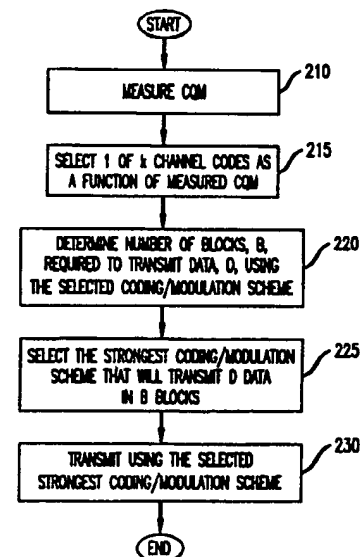 START
MEASURE CQM
210
SELECT 1 OF k CHANNEL CODES AS
A FUNCTION OF MEASURED CQM
215
DETERMINE NUMBER OF BLOCKS, B,
REQUIRED TO TRANSMIT DATA, D, USING
THE SELECTED CODING/MODULATION SCHEME
220
SELECT THE STRONGEST CODING/MODULATION
SCHEME THAT WILL TRANSMIT D DATA
IN B BLOCKS
225
TRANSMIT USING THE SELECTED
STRONGEST CODING/MODULATION SCHEME
230
END